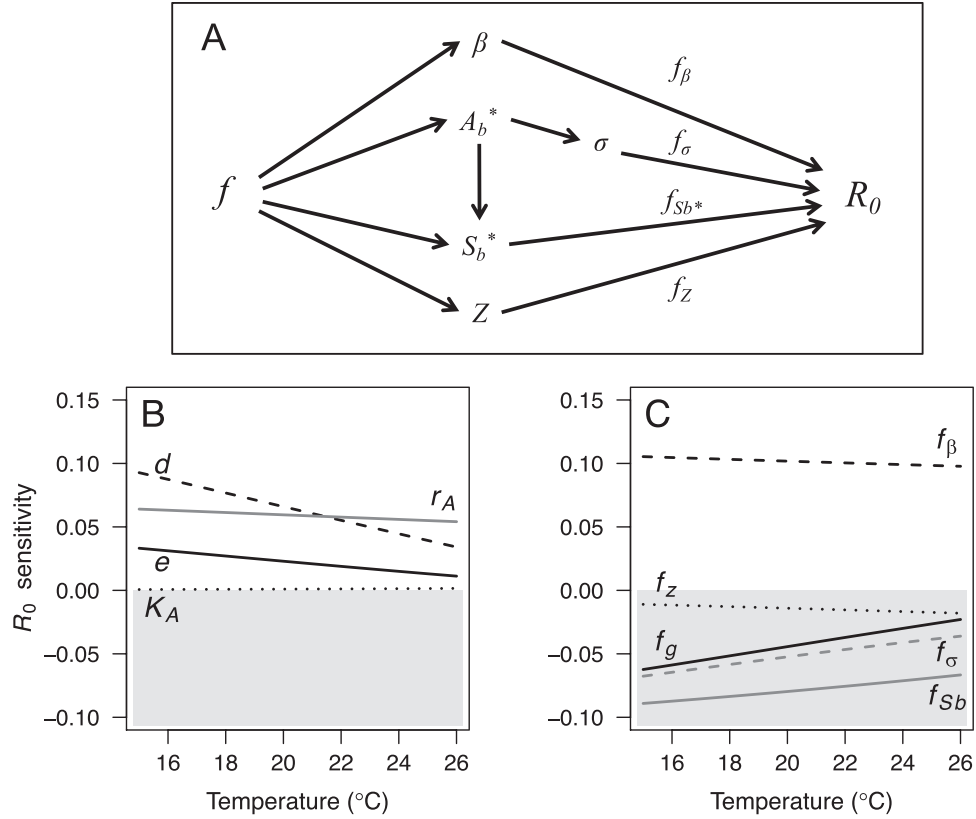 A
β
f_β
A_b*
σ
f_σ
f
R_0
f_Sb*
S_b*
f_Z
Z
B
0.15
0.10
0.05
0.00
−0.05
−0.10
R_0 sensitivity
d
r_A
e
K_A
16 18 20 22 24 26
Temperature (°C)
C
0.15
0.10
0.05
0.00
−0.05
−0.10
f_β
f_z
f_g
f_σ
f_Sb
16 18 20 22 24 26
Temperature (°C)